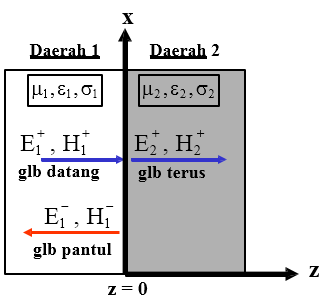 x
Daerah 1 Daerah 2
μ₁,ε₁,σ₁ μ₂,ε₂,σ₂
E₁⁺ , H₁⁺ E₂⁺ , H₂⁺
glb datang glb terus
E₁⁻ , H₁⁻
glb pantul
z
z = 0